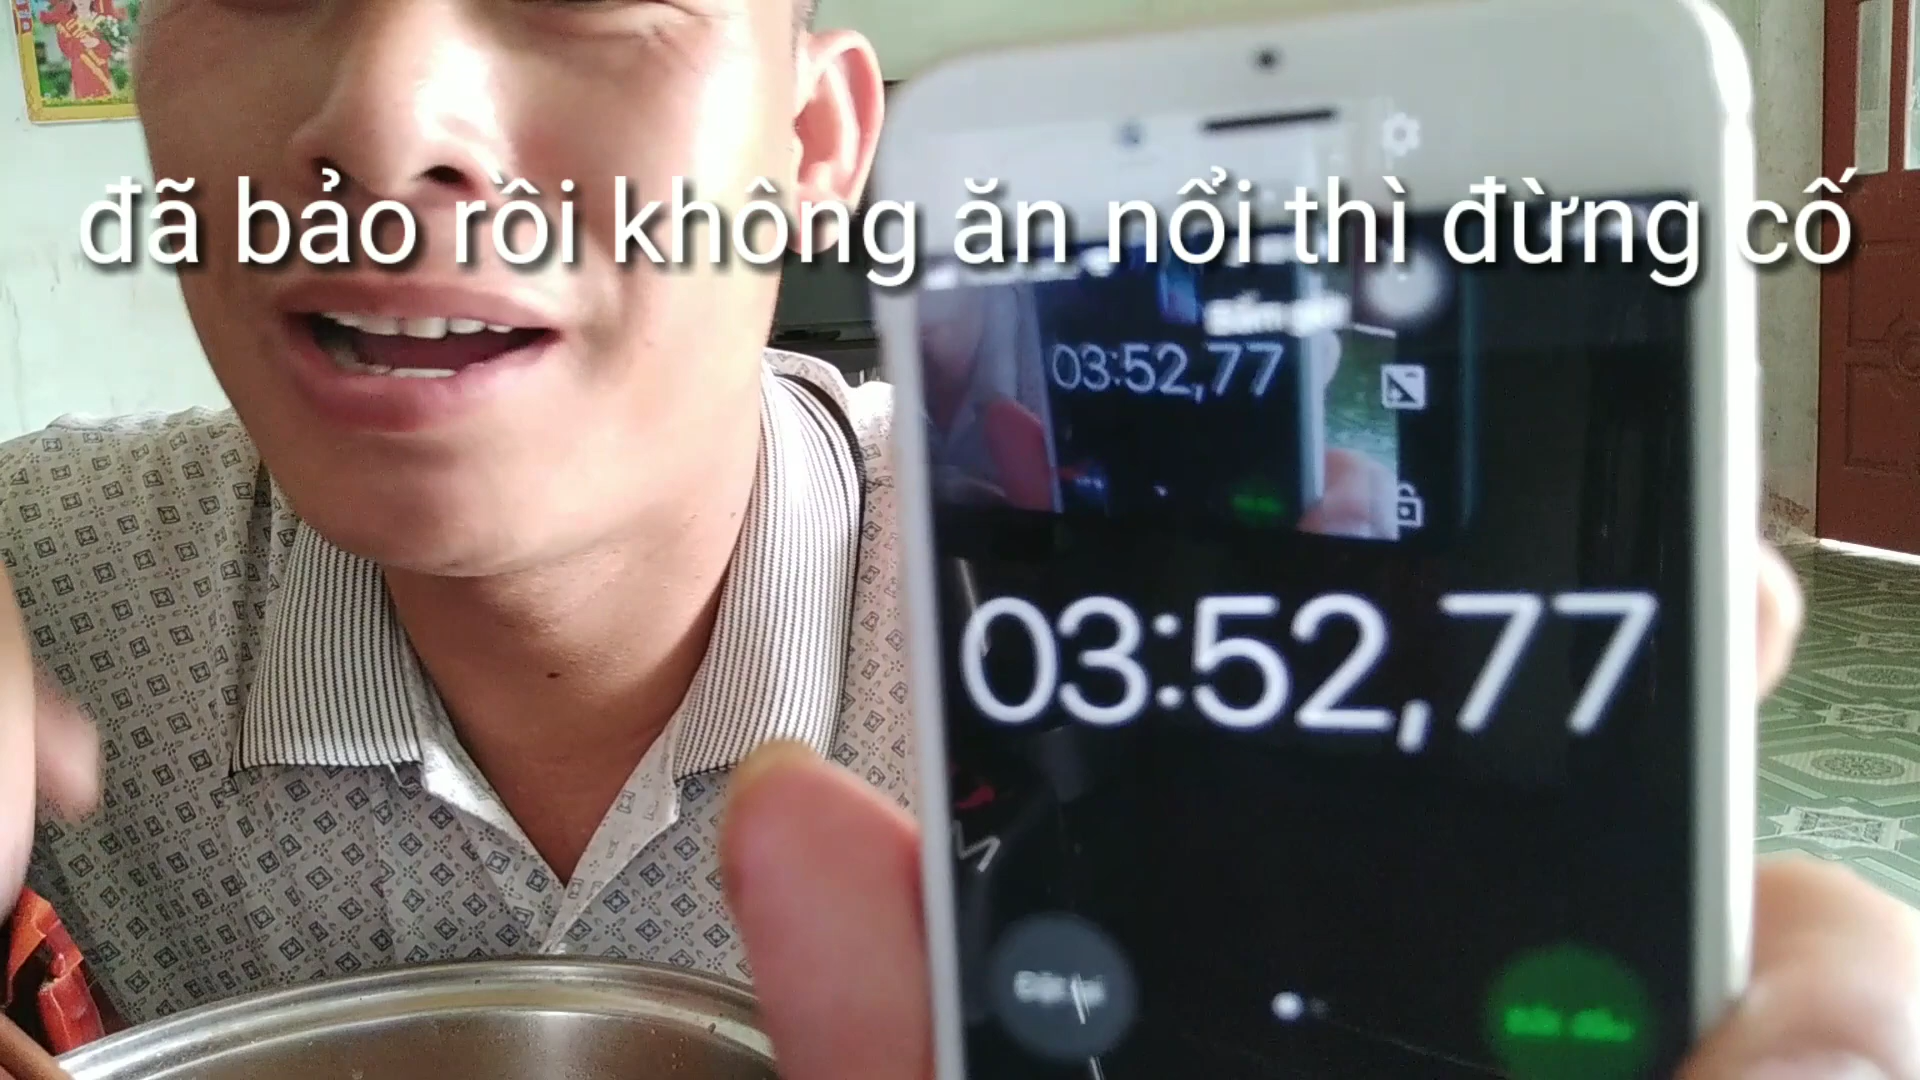 đã bảo rồi không ăn nổi thì đừng cố
03:52,77
03:52,77